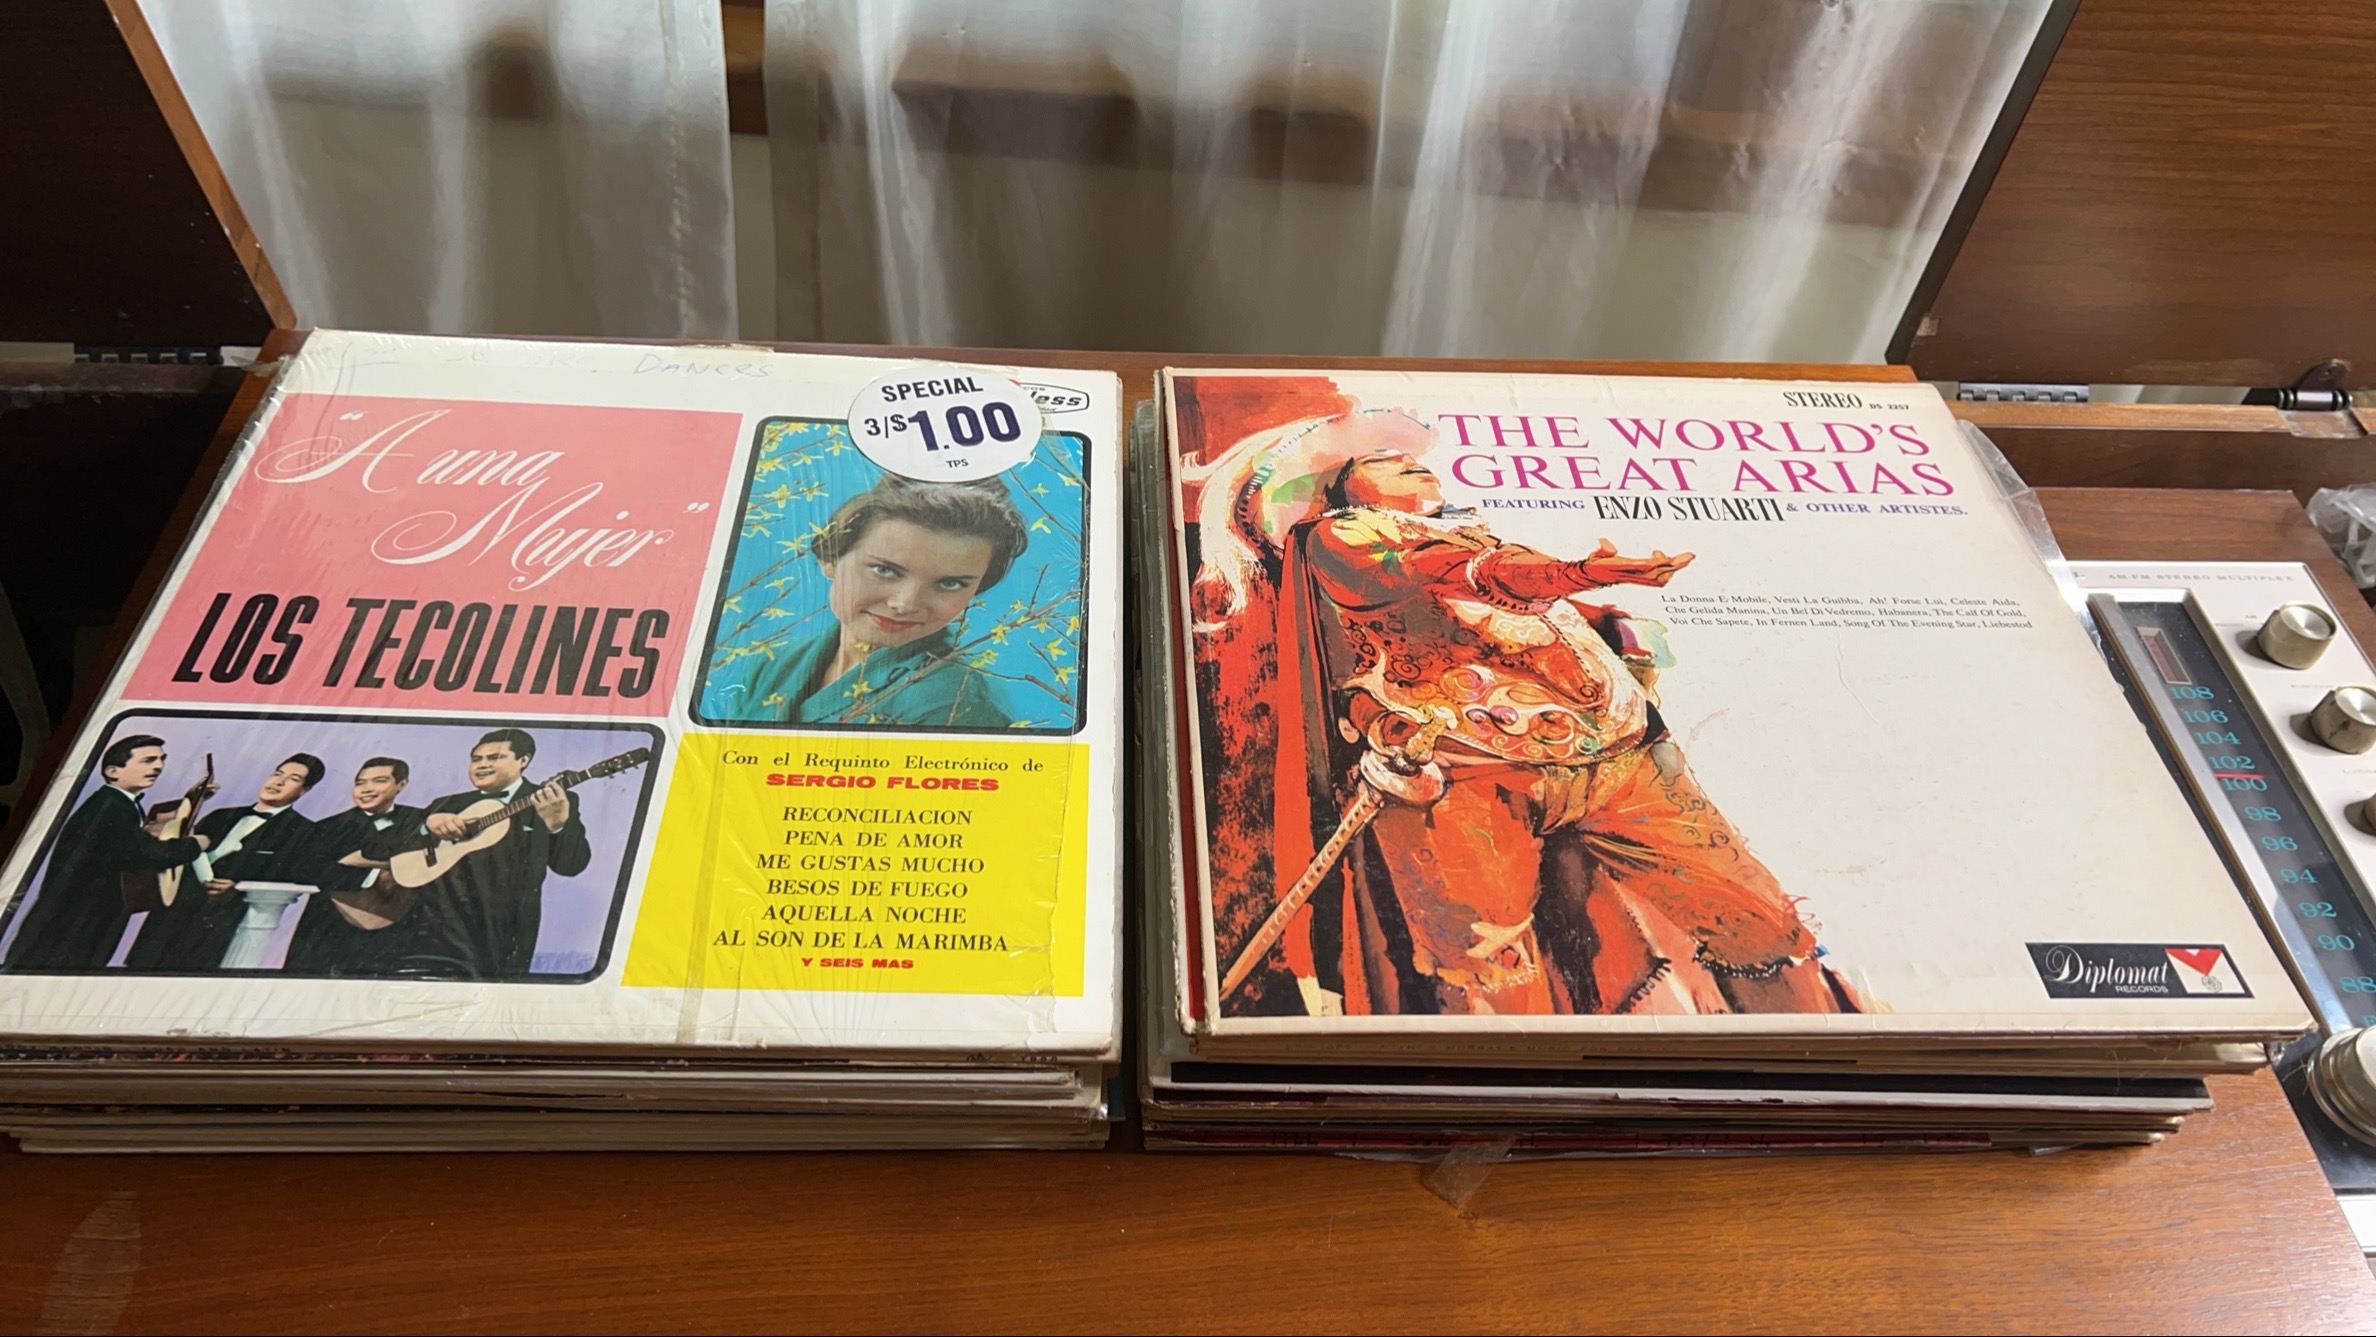 DANCERS
SPECIAL
3/$1.00
TPS
"A una
Mujer"
LOS TECOLINES
Con el Requinto Electrónico de
SERGIO FLORES
RECONCILIACION
PENA DE AMOR
ME GUSTAS MUCHO
BESOS DE FUEGO
AQUELLA NOCHE
AL SON DE LA MARIMBA
Y SEIS MAS
STEREO DS 2257
THE WORLD'S
GREAT ARIAS
FEATURING ENZO STUARTI & OTHER ARTISTES.
La Donna E Mobile, Vesti La Guibba, Ah! Forse Lui, Celeste Aida,
Che Gelida Manina, Un Bel Di Vedremo, Habanera, The Calf Of Gold,
Voi Che Sapete, In Fernen Land, Song Of The Evening Star, Liebestod
Diplomat
RECORDS
AM-FM STEREO MULTIPLEX
108
106
104
102
100
98
96
94
92
90
88